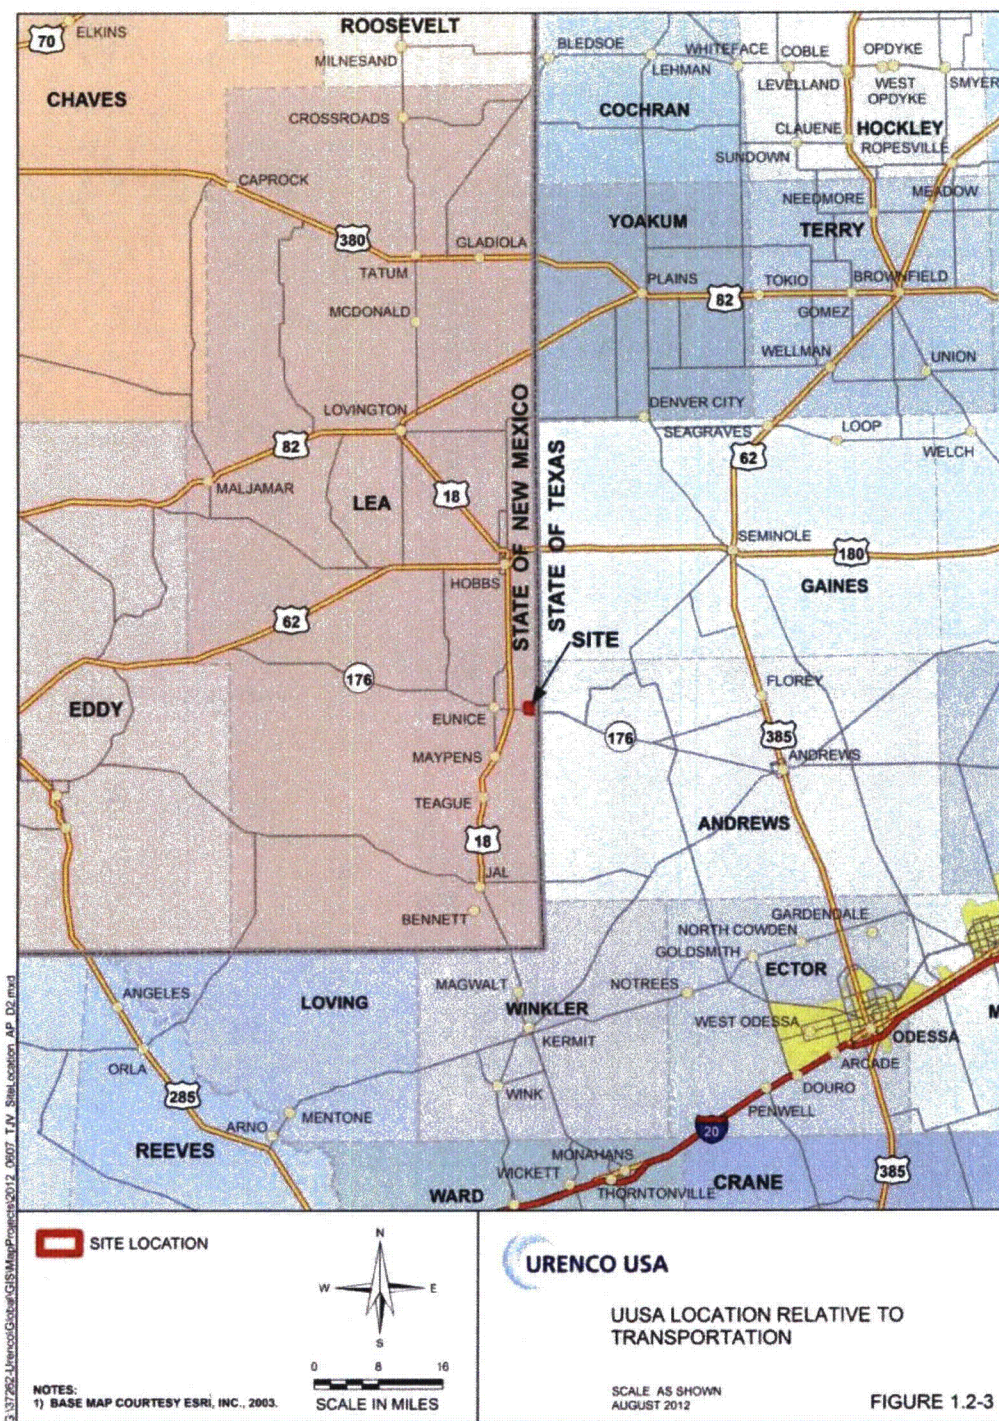 ROOSEVELT
70
ELKINS
MILNESAND
BLEDSOE
WHITEFACE
COBLE
OPDYKE
LEHMAN
LEVELLAND
WEST
OPDYKE
SMYER
CHAVES
COCHRAN
CROSSROADS
CLAUENE
HOCKLEY
SUNDOWN
ROPESVILLE
CAPROCK
NEEDMORE
MEADOW
YOAKUM
TERRY
380
GLADIOLA
TATUM
PLAINS
TOKIO
BROWNFIELD
82
MCDONALD
GOMEZ
WELLMAN
UNION
LOVINGTON
DENVER CITY
SEAGRAVES
LOOP
WELCH
82
62
MALJAMAR
LEA
18
STATE OF NEW MEXICO
STATE OF TEXAS
SEMINOLE
180
HOBBS
GAINES
62
SITE
176
FLOREY
EDDY
EUNICE
176
385
MAYPENS
ANDREWS
TEAGUE
ANDREWS
18
JAL
BENNETT
GARDENDALE
NORTH COWDEN
GOLDSMITH
ECTOR
ANGELES
LOVING
MAGWALT
WINKLER
NOTREES
M
WEST ODESSA
KERMIT
ODESSA
ORLA
ARCADE
285
WINK
DOURO
ARNO
MENTONE
PENWELL
20
REEVES
MONAHANS
WICKETT
385
WARD
THORNTONVILLE
CRANE
SITE LOCATION
N
W E
S
0 8 16
SCALE IN MILES
NOTES:
1) BASE MAP COURTESY ESRI, INC., 2003.
URENCO USA
UUSA LOCATION RELATIVE TO
TRANSPORTATION
SCALE AS SHOWN
AUGUST 2012
FIGURE 1.2-3